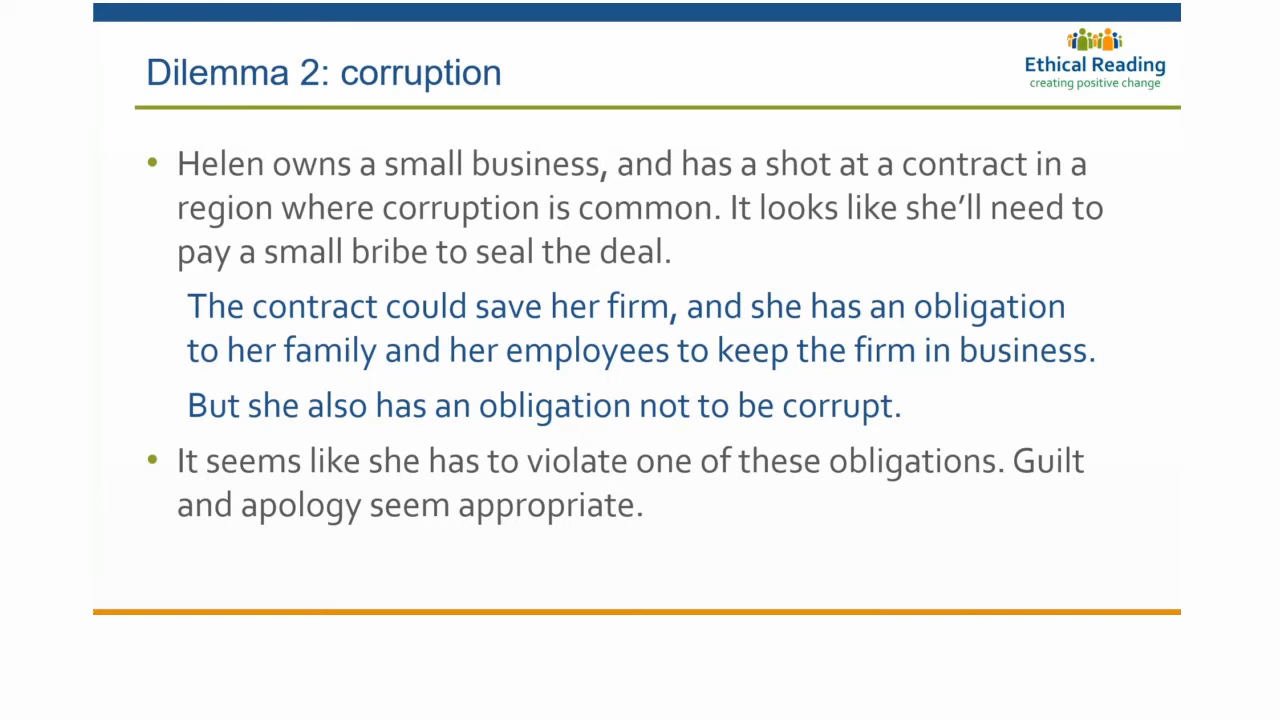 Dilemma 2: corruption
Ethical Reading
creating positive change
• Helen owns a small business, and has a shot at a contract in a
region where corruption is common. It looks like she’ll need to
pay a small bribe to seal the deal.
The contract could save her firm, and she has an obligation
to her family and her employees to keep the firm in business.
But she also has an obligation not to be corrupt.
• It seems like she has to violate one of these obligations. Guilt
and apology seem appropriate.